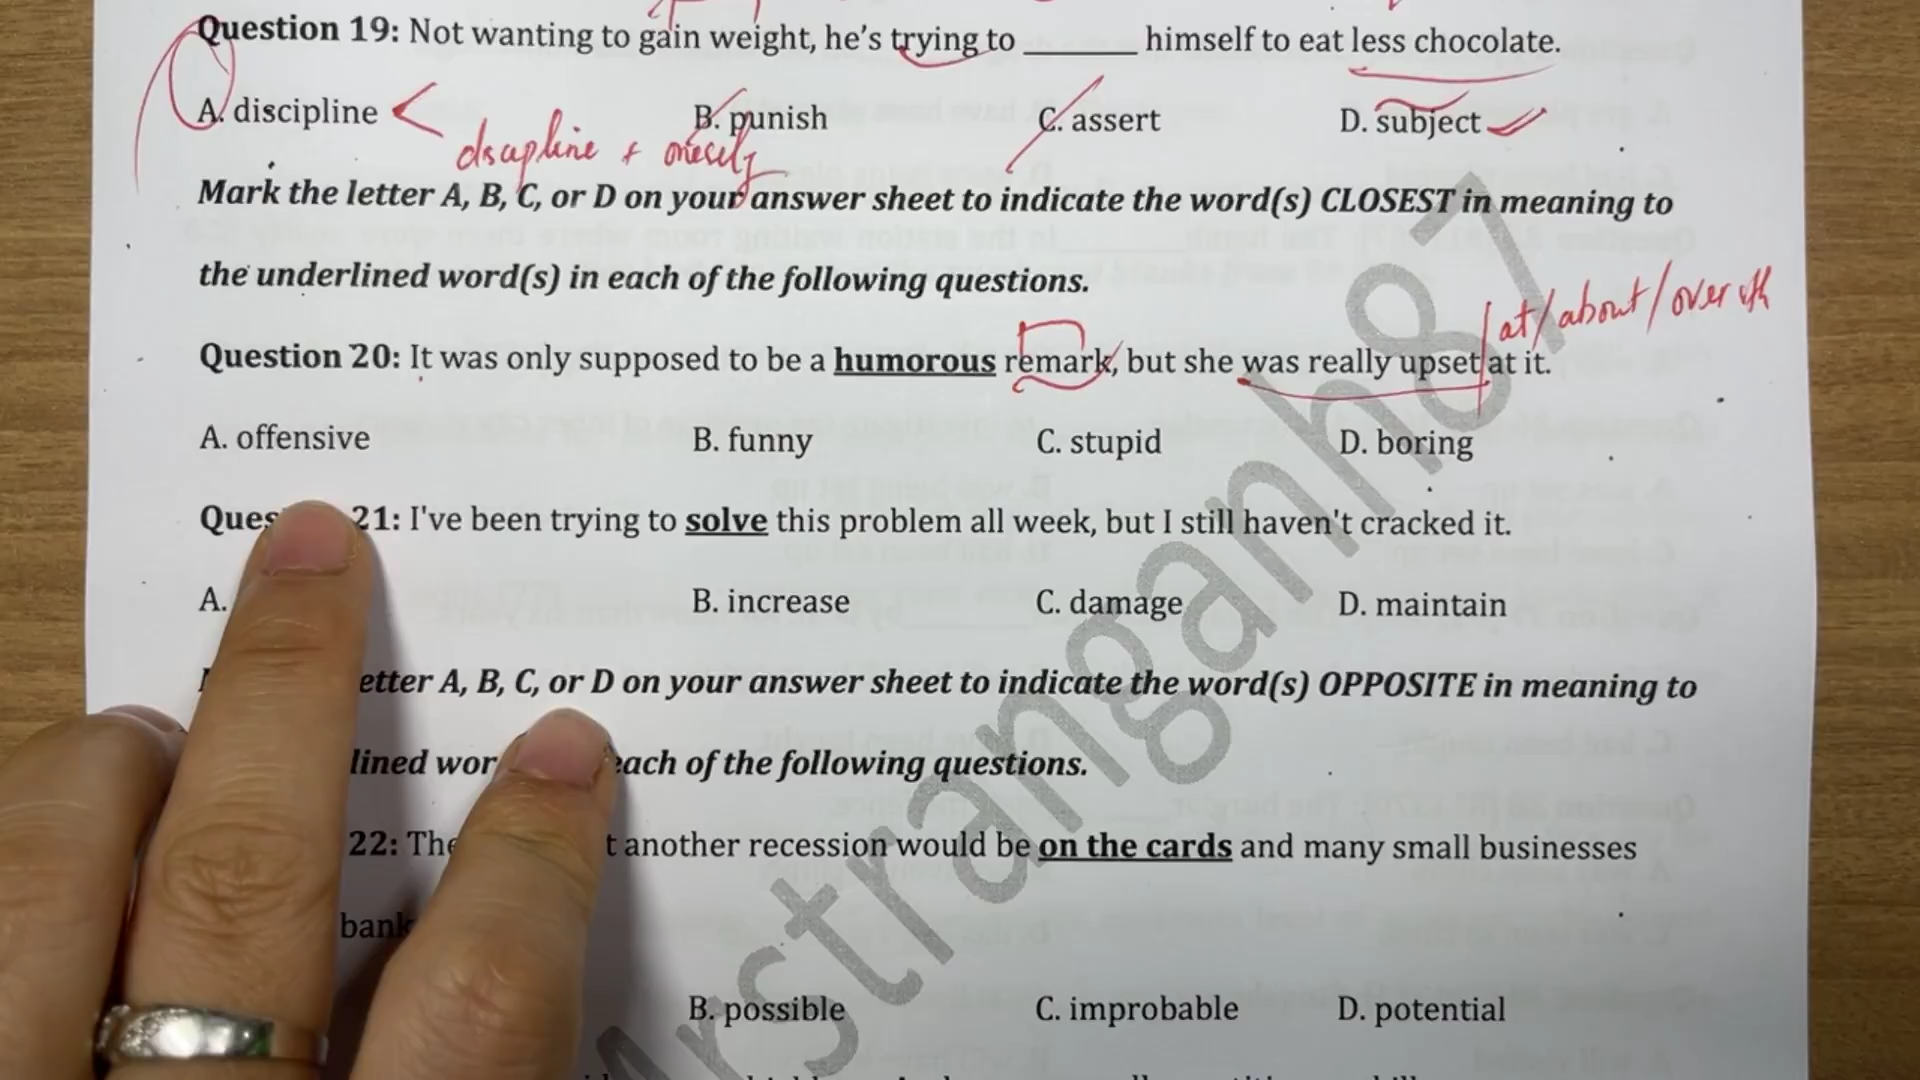 Question 19: Not wanting to gain weight, he's trying to ________ himself to eat less chocolate.
A. discipline B. punish C. assert D. subject
discipline + oneself
Mark the letter A, B, C, or D on your answer sheet to indicate the word(s) CLOSEST in meaning to
the underlined word(s) in each of the following questions.
at/about/over sth
Question 20: It was only supposed to be a humorous remark, but she was really upset at it.
A. offensive B. funny C. stupid D. boring
21: I've been trying to solve this problem all week, but I still haven't cracked it.
A. B. increase C. damage D. maintain
etter A, B, C, or D on your answer sheet to indicate the word(s) OPPOSITE in meaning to
lined wor each of the following questions.
22: The t another recession would be on the cards and many small businesses
bank
B. possible C. improbable D. potential
Mrstranganh87